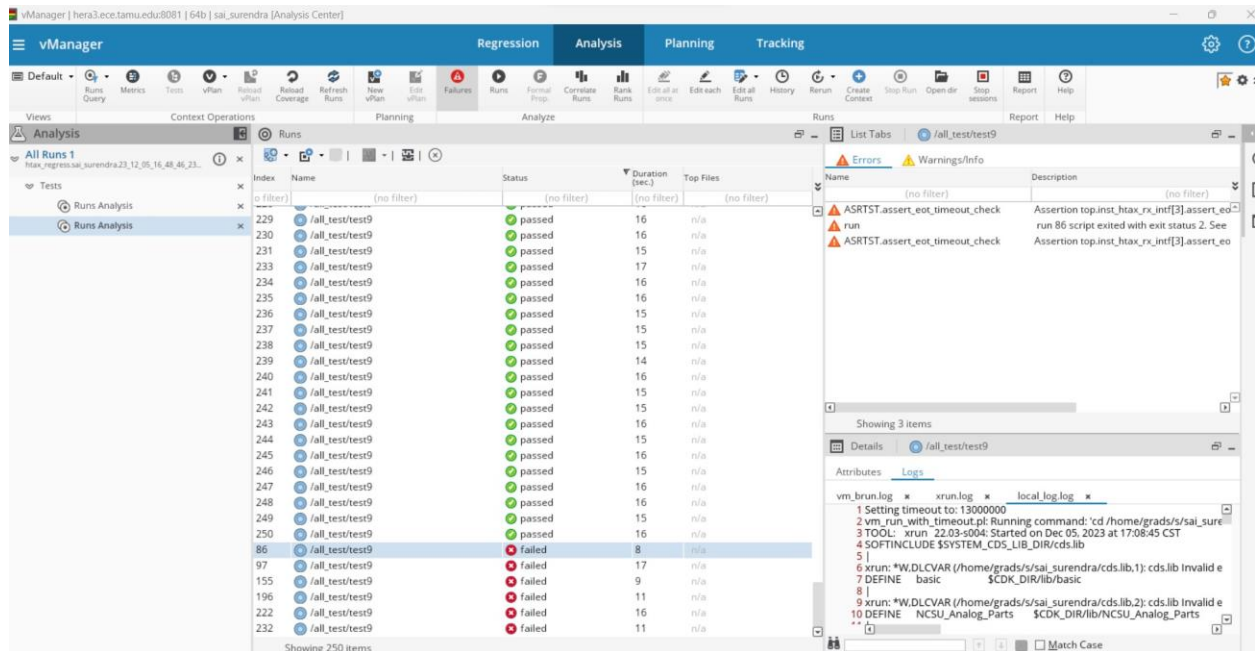 vManager | hera3.ece.tamu.edu:8081 | 64b | sai_surendra [Analysis Center]
vManager
Regression Analysis Planning Tracking
Default
Runs Query
Metrics
Tests
vPlan
Reload vPlan
Reload Coverage
Refresh Runs
New vPlan
Edit vPlan
Failures
Runs
Formal Prop.
Correlate Runs
Rank Runs
Edit all at once
Edit each
Edit all Runs
History
Rerun
Create Context
Stop Run
Open dir
Stop sessions
Report
Help
Views Context Operations Planning Analyze Runs Report Help
Analysis
All Runs 1
htax_regress.sai_surendra.23_12_05_16_48_46_23...
Tests
Runs Analysis
Runs Analysis
Runs
Index Name Status Duration (sec.) Top Files
o filter) (no filter) (no filter) (no filter) (no filter)
229 /all_test/test9 passed 16 n/a
230 /all_test/test9 passed 16 n/a
231 /all_test/test9 passed 15 n/a
233 /all_test/test9 passed 17 n/a
234 /all_test/test9 passed 16 n/a
235 /all_test/test9 passed 16 n/a
236 /all_test/test9 passed 15 n/a
237 /all_test/test9 passed 15 n/a
238 /all_test/test9 passed 15 n/a
239 /all_test/test9 passed 14 n/a
240 /all_test/test9 passed 16 n/a
241 /all_test/test9 passed 15 n/a
242 /all_test/test9 passed 15 n/a
243 /all_test/test9 passed 16 n/a
244 /all_test/test9 passed 15 n/a
245 /all_test/test9 passed 16 n/a
246 /all_test/test9 passed 15 n/a
247 /all_test/test9 passed 16 n/a
248 /all_test/test9 passed 16 n/a
249 /all_test/test9 passed 15 n/a
250 /all_test/test9 passed 16 n/a
86 /all_test/test9 failed 8 n/a
97 /all_test/test9 failed 17 n/a
155 /all_test/test9 failed 9 n/a
196 /all_test/test9 failed 11 n/a
222 /all_test/test9 failed 16 n/a
232 /all_test/test9 failed 11 n/a
Showing 250 items
List Tabs /all_test/test9
Errors Warnings/Info
Name Description
(no filter) (no filter)
ASRTST.assert_eot_timeout_check Assertion top.inst_htax_rx_intf[3].assert_eo
run run 86 script exited with exit status 2. See
ASRTST.assert_eot_timeout_check Assertion top.inst_htax_rx_intf[3].assert_eo
Showing 3 items
Details /all_test/test9
Attributes Logs
vm_brun.log xrun.log local_log.log
1 Setting timeout to: 13000000
2 vm_run_with_timeout.pl: Running command: 'cd /home/grads/s/sai_sure
3 TOOL: xrun 22.03-s004: Started on Dec 05, 2023 at 17:08:45 CST
4 SOFTINCLUDE $SYSTEM_CDS_LIB_DIR/cds.lib
5 |
6 xrun: *W,DLCVAR (/home/grads/s/sai_surendra/cds.lib,1): cds.lib Invalid e
7 DEFINE basic $CDK_DIR/lib/basic
8 |
9 xrun: *W,DLCVAR (/home/grads/s/sai_surendra/cds.lib,2): cds.lib Invalid e
10 DEFINE NCSU_Analog_Parts $CDK_DIR/lib/NCSU_Analog_Parts
Match Case